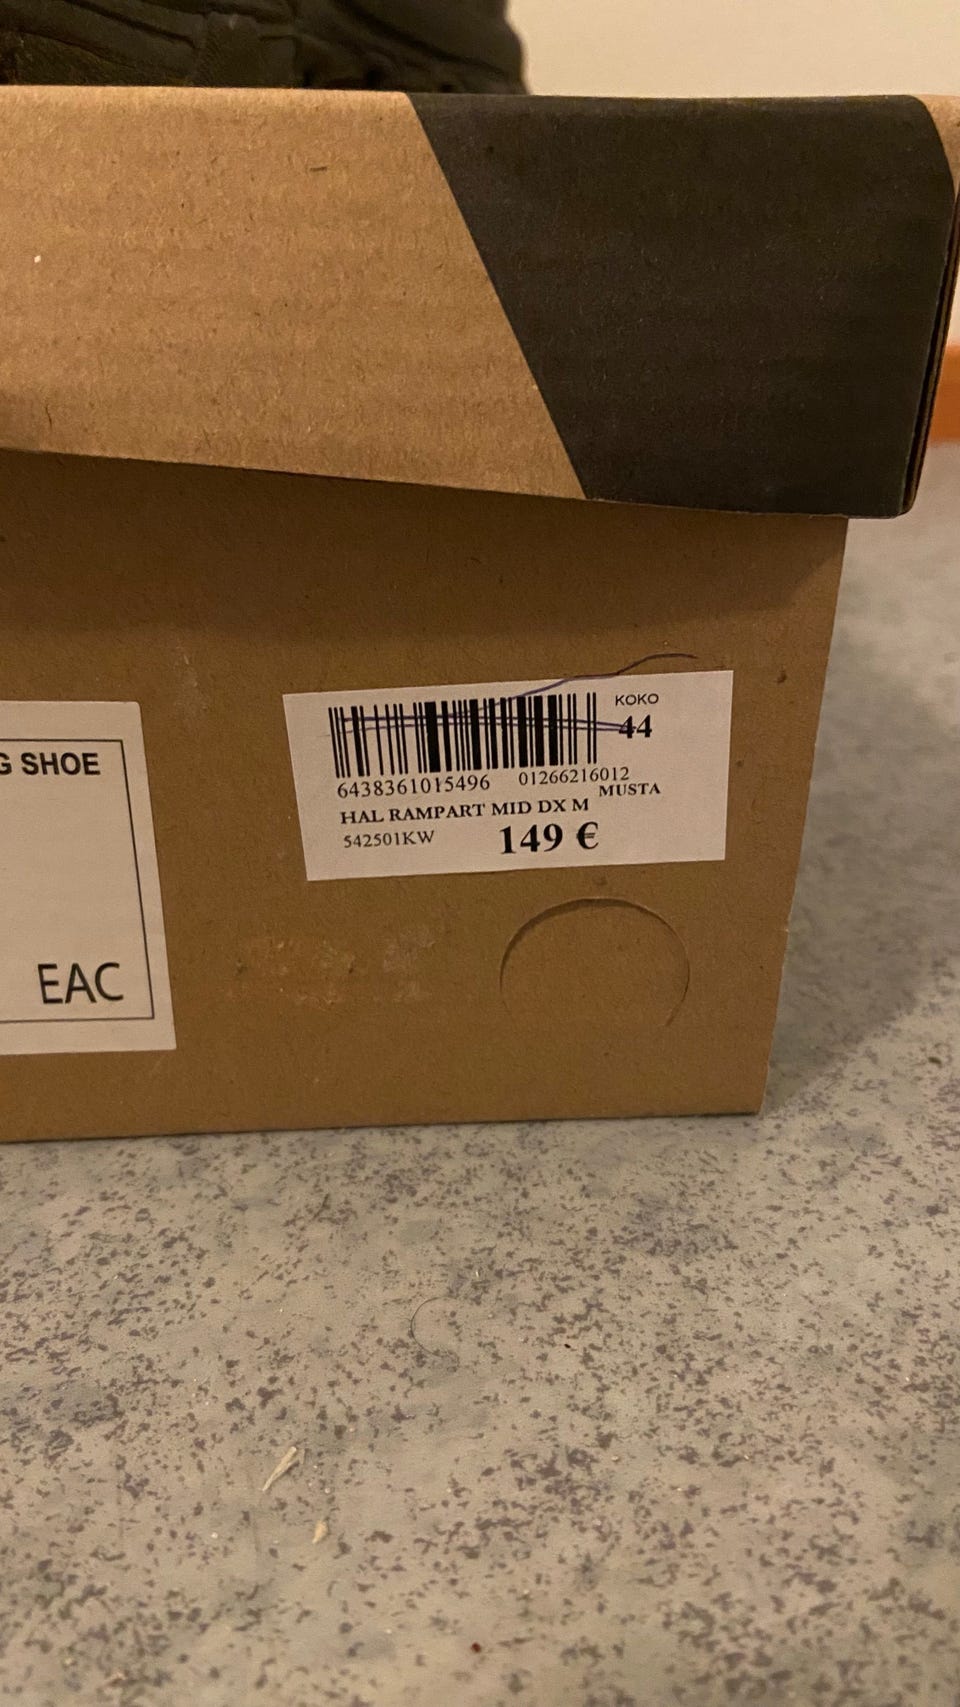 G SHOE
EAC
KOKO
44
6438361015496 01266216012
MUSTA
HAL RAMPART MID DX M
542501KW 149 €